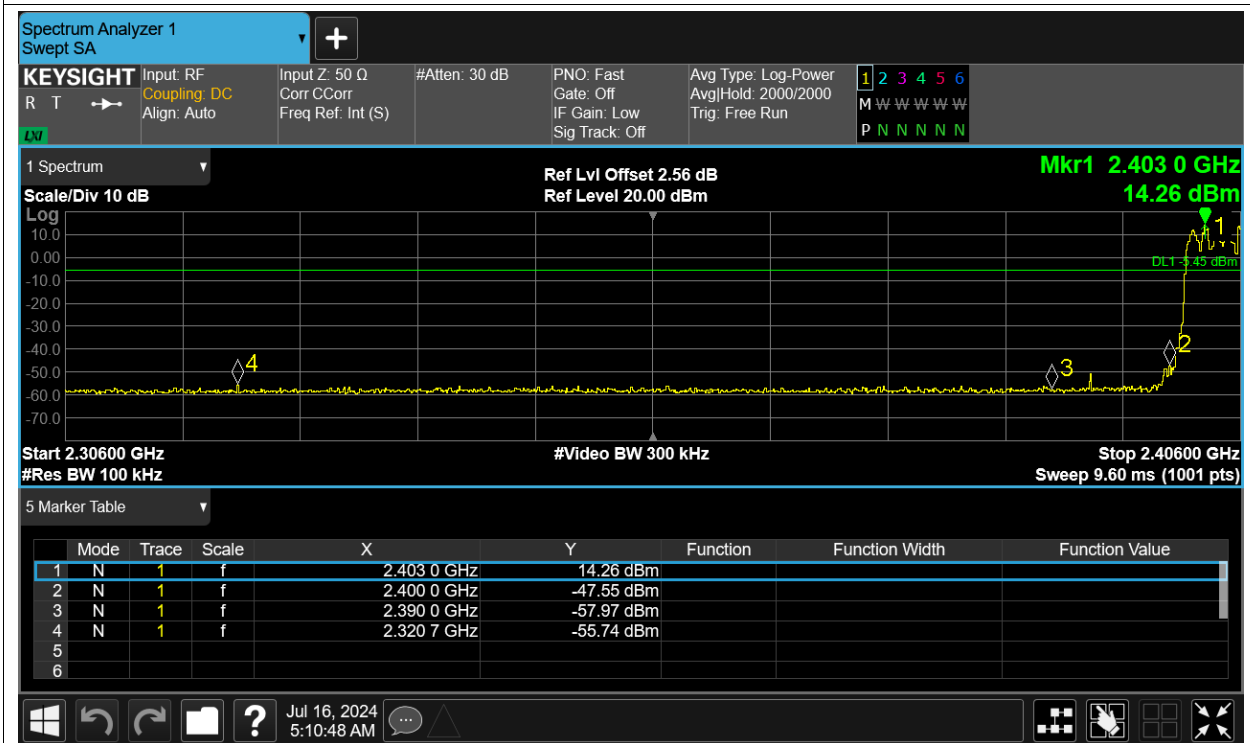 Spectrum Analyzer 1
Swept SA
KEYSIGHT
R T
LXI
Input: RF
Coupling: DC
Align: Auto
Input Z: 50 Ω
Corr CCorr
Freq Ref: Int (S)
#Atten: 30 dB
PNO: Fast
Gate: Off
IF Gain: Low
Sig Track: Off
Avg Type: Log-Power
Avg|Hold: 2000/2000
Trig: Free Run
1 2 3 4 5 6
M W W W W W
P N N N N N
1 Spectrum
Scale/Div 10 dB
Ref Lvl Offset 2.56 dB
Ref Level 20.00 dBm
Mkr1 2.403 0 GHz
14.26 dBm
Log
10.0
0.00
-10.0
-20.0
-30.0
-40.0
-50.0
-60.0
-70.0
1
DL1 -5.45 dBm
2
3
4
Start 2.30600 GHz
#Res BW 100 kHz
#Video BW 300 kHz
Stop 2.40600 GHz
Sweep 9.60 ms (1001 pts)
5 Marker Table
Mode Trace Scale X Y Function Function Width Function Value
1 N 1 f 2.403 0 GHz 14.26 dBm
2 N 1 f 2.400 0 GHz -47.55 dBm
3 N 1 f 2.390 0 GHz -57.97 dBm
4 N 1 f 2.320 7 GHz -55.74 dBm
5
6
?
Jul 16, 2024
5:10:48 AM